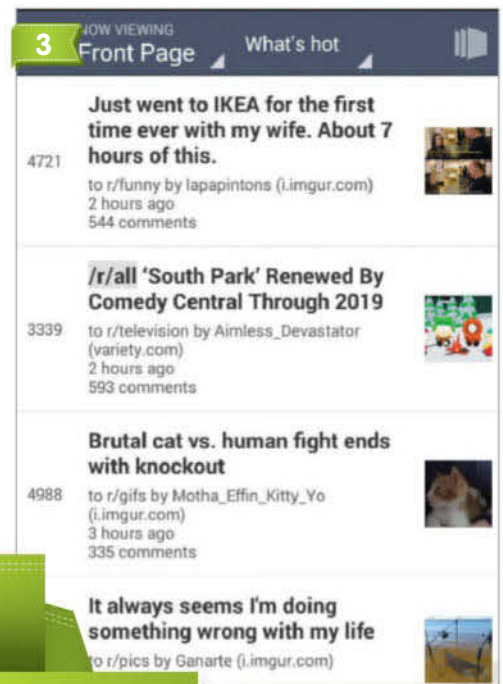 3
NOW VIEWING
Front Page
What's hot
Just went to IKEA for the first
time ever with my wife. About 7
hours of this.
4721
to r/funny by lapapintons (i.imgur.com)
2 hours ago
544 comments
/r/all ‘South Park’ Renewed By
Comedy Central Through 2019
3339
to r/television by Aimless_Devastator
(variety.com)
2 hours ago
593 comments
Brutal cat vs. human fight ends
with knockout
4988
to r/gifs by Motha_Effin_Kitty_Yo
(i.imgur.com)
3 hours ago
335 comments
It always seems I'm doing
something wrong with my life
to r/pics by Ganarte (i.imgur.com)